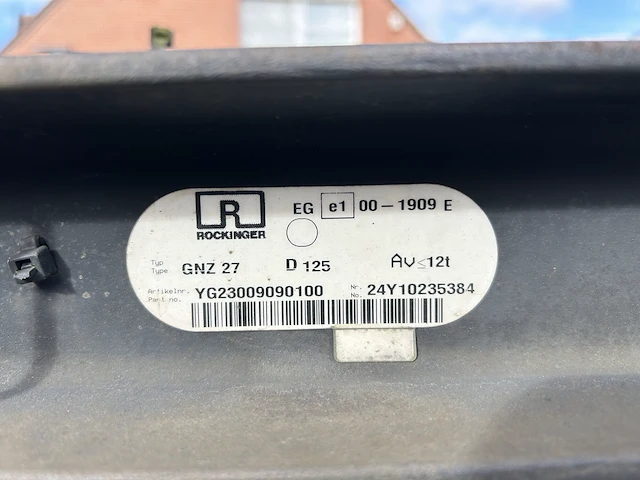 R
ROCKINGER
EG e1 00-1909 E
Typ
Type GNZ 27 D 125 Av≤12t
Artikelnr.
Part no. YG23009090100
Nr.
No. 24Y10235384